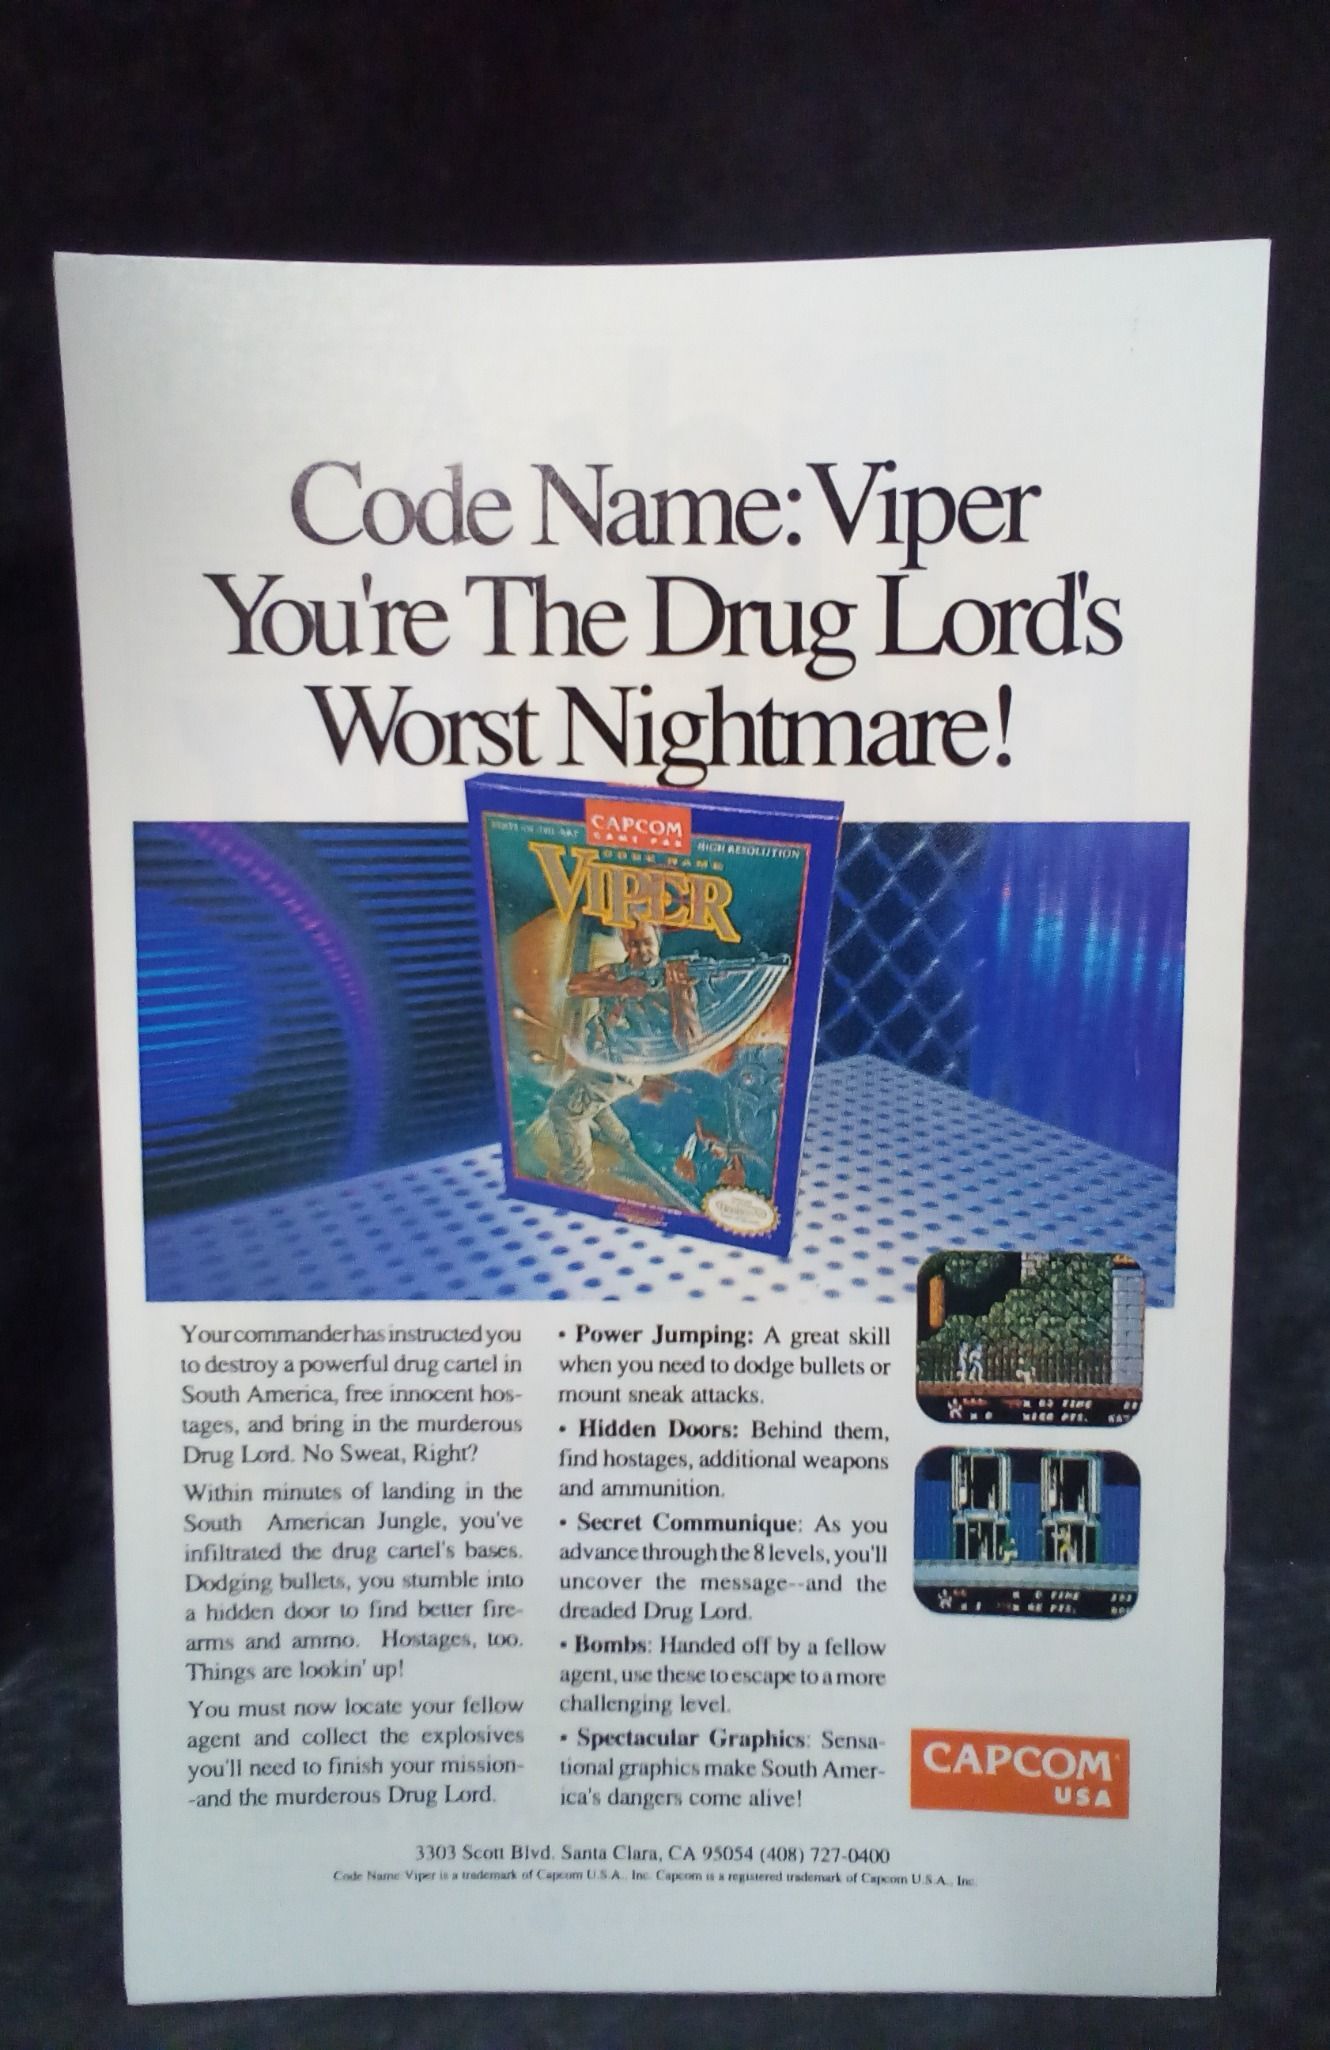 Code Name: Viper
You're The Drug Lord's
Worst Nightmare!
CAPCOM
GAME PAK
HIGH RESOLUTION
CODE NAME
VIPER
Your commander has instructed you
to destroy a powerful drug cartel in
South America, free innocent hos-
tages, and bring in the murderous
Drug Lord. No Sweat, Right?
Within minutes of landing in the
South American Jungle, you've
infiltrated the drug cartel's bases.
Dodging bullets, you stumble into
a hidden door to find better fire-
arms and ammo. Hostages, too.
Things are lookin' up!
You must now locate your fellow
agent and collect the explosives
you'll need to finish your mission-
-and the murderous Drug Lord.
• Power Jumping: A great skill
when you need to dodge bullets or
mount sneak attacks.
• Hidden Doors: Behind them,
find hostages, additional weapons
and ammunition.
• Secret Communique: As you
advance through the 8 levels, you'll
uncover the message--and the
dreaded Drug Lord.
• Bombs: Handed off by a fellow
agent, use these to escape to a more
challenging level.
• Spectacular Graphics: Sensa-
tional graphics make South Amer-
ica's dangers come alive!
CAPCOM
USA
3303 Scott Blvd. Santa Clara, CA 95054 (408) 727-0400
Code Name: Viper is a trademark of Capcom U.S.A., Inc. Capcom is a registered trademark of Capcom U.S.A., Inc.